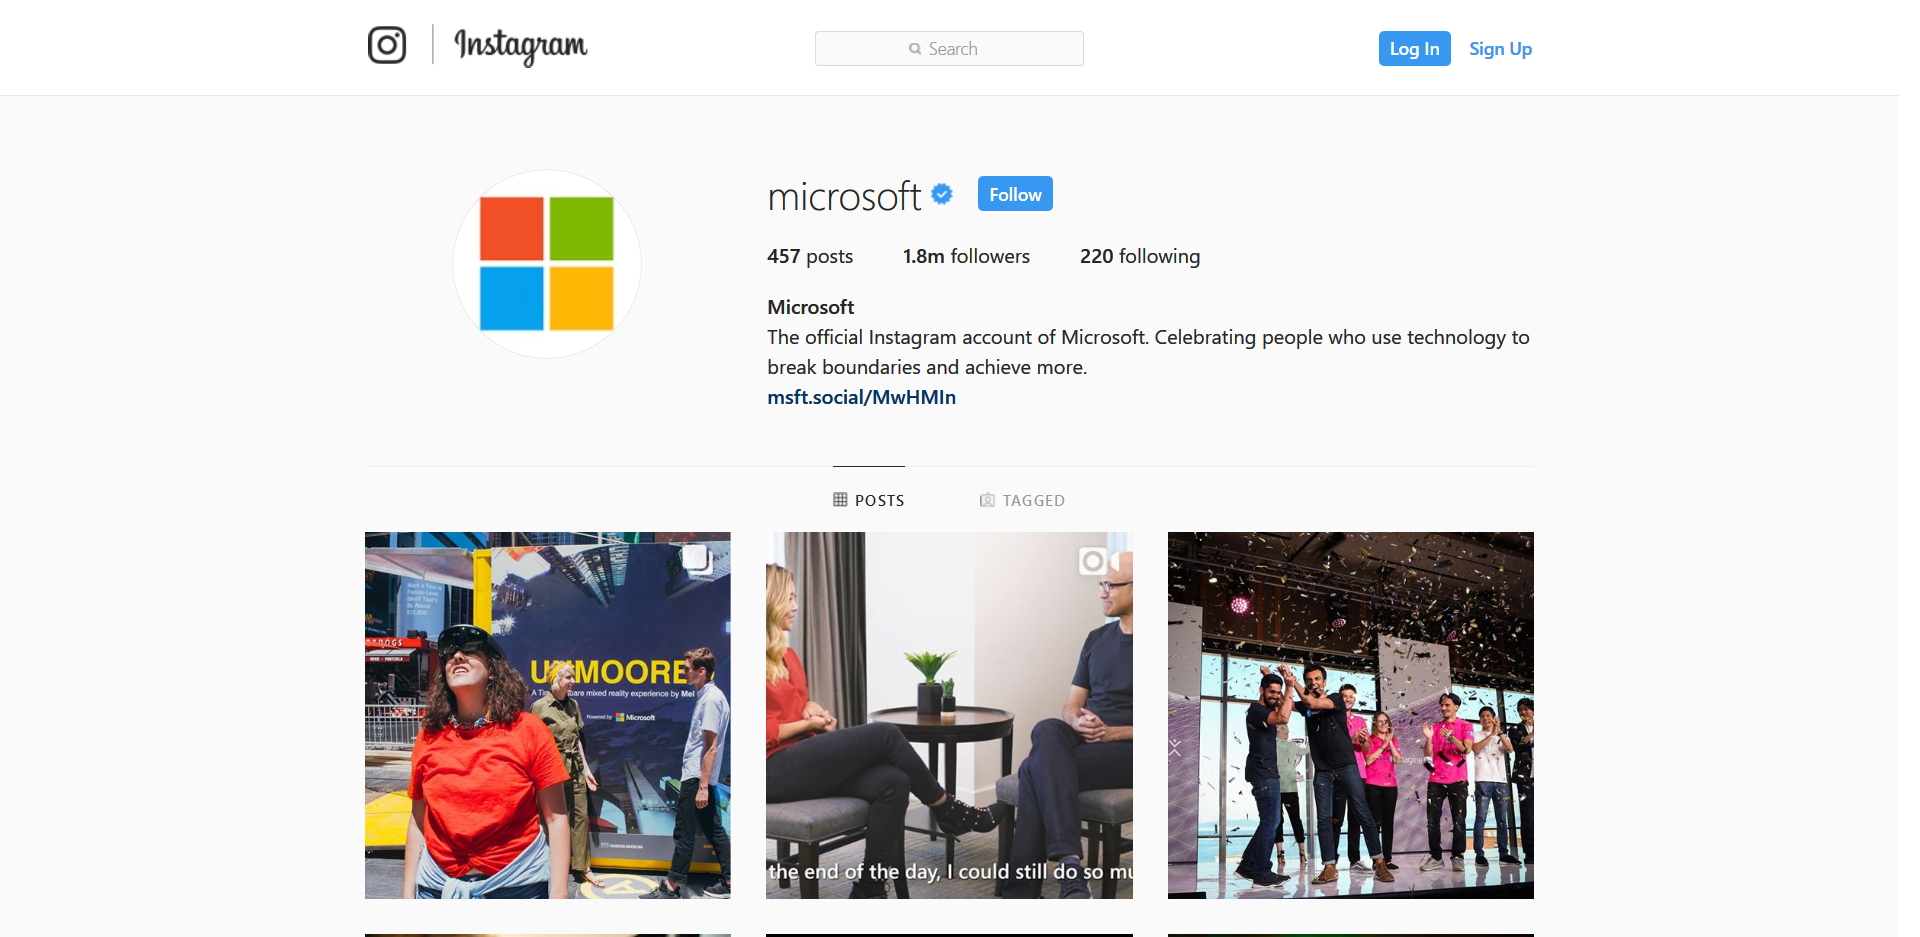 Instagram
Search
Log In
Sign Up
microsoft
Follow
457 posts
1.8m followers
220 following
Microsoft
The official Instagram account of Microsoft. Celebrating people who use technology to
break boundaries and achieve more.
msft.social/MwHMIn
POSTS
TAGGED
MOORE
A Ti
are mixed reality experience by Mel
Powered by Microsoft
QUEENS MUSEUM
the end of the day, I could still do so mu